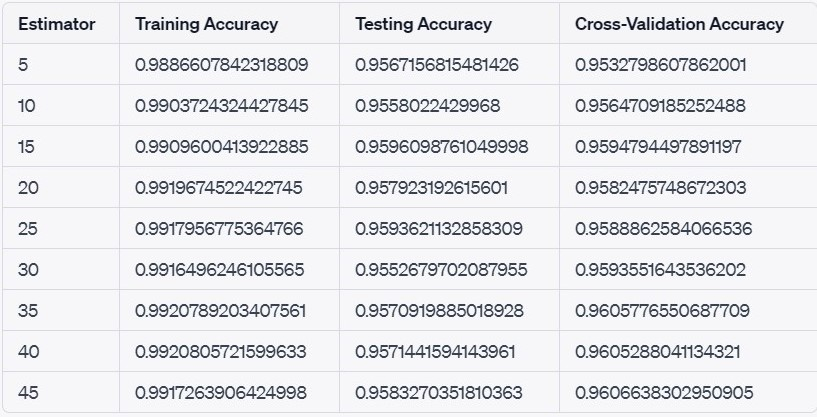 Estimator Training Accuracy Testing Accuracy Cross-Validation Accuracy
5 0.9886607842318809 0.9567156815481426 0.9532798607862001
10 0.9903724324427845 0.9558022429968 0.9564709185252488
15 0.9909600413922885 0.9596098761049998 0.9594794497891197
20 0.9919674522422745 0.957923192615601 0.9582475748672303
25 0.9917956775364766 0.9593621132858309 0.9588862584066536
30 0.9916496246105565 0.9552679702087955 0.9593551643536202
35 0.9920789203407561 0.9570919885018928 0.9605776550687709
40 0.9920805721599633 0.9571441594143961 0.9605288041134321
45 0.9917263906424998 0.9583270351810363 0.9606638302950905